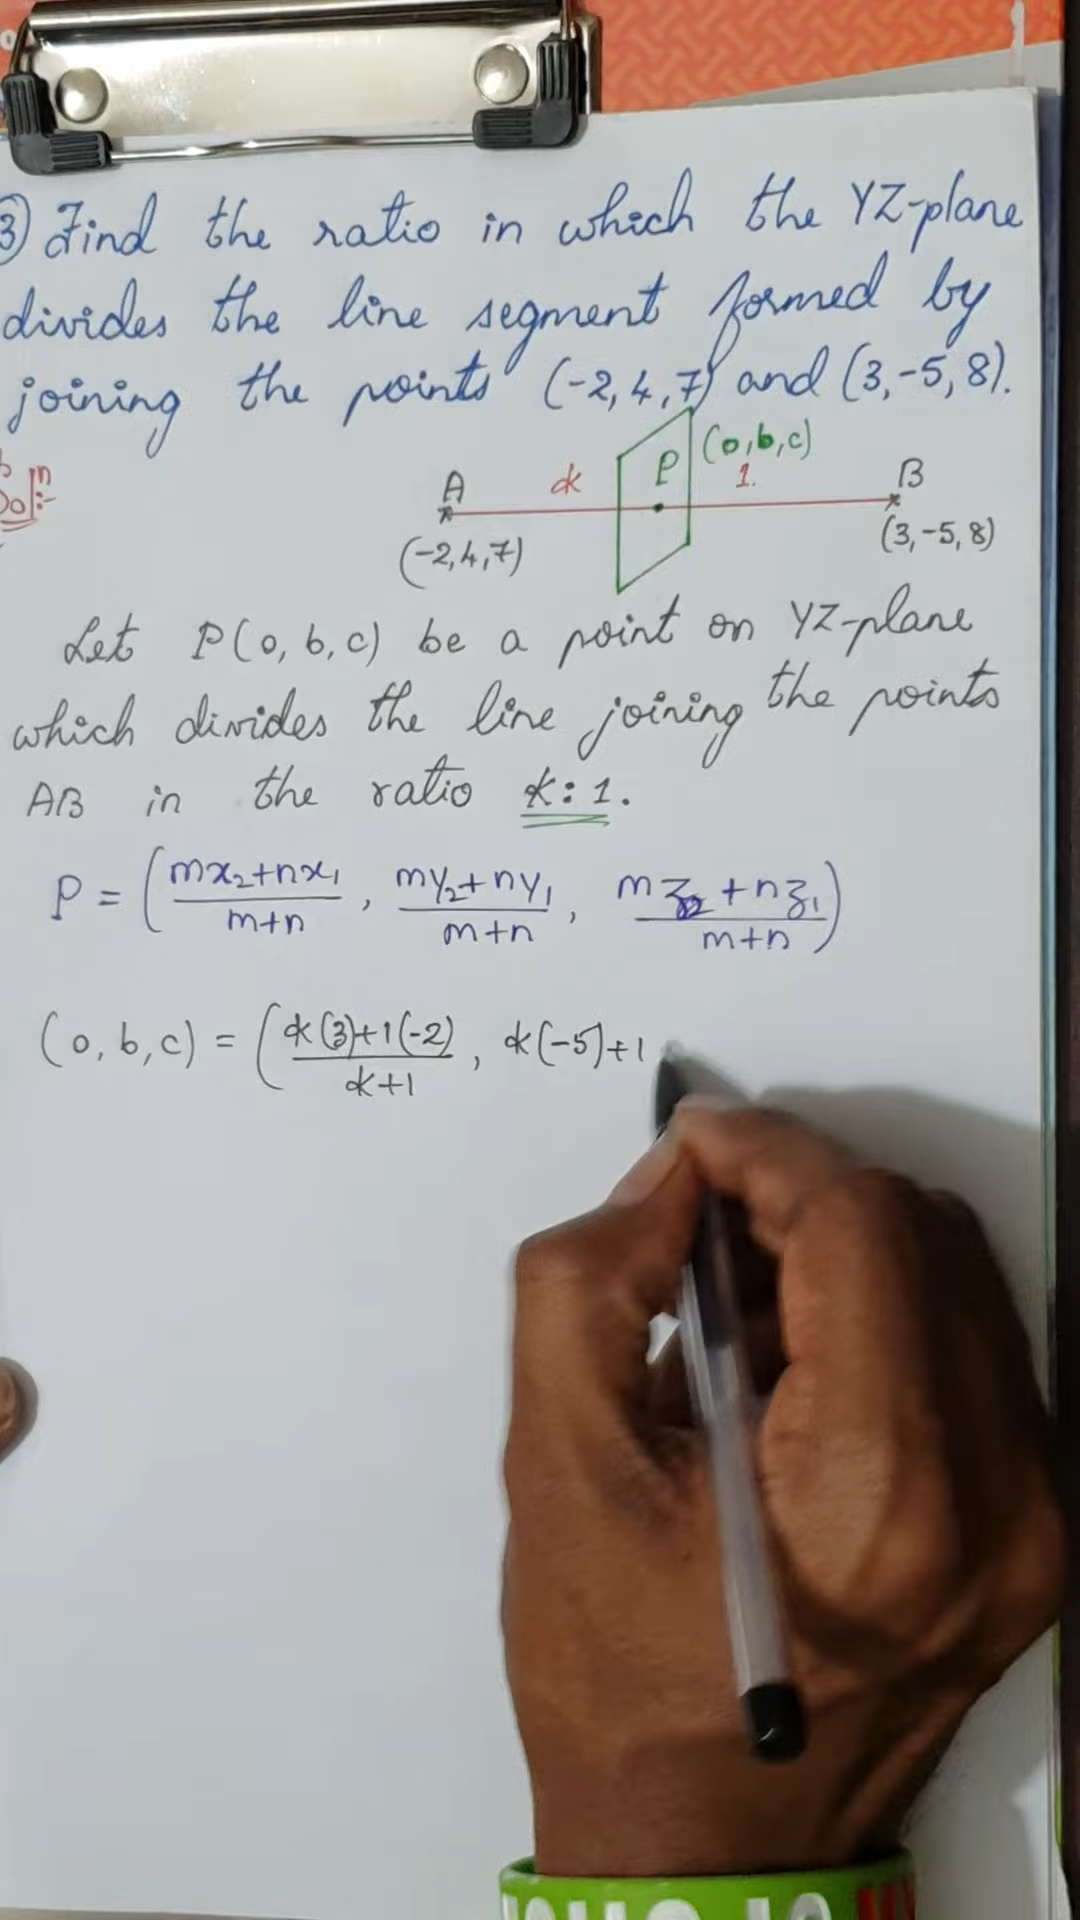 3) Find the ratio in which the YZ-plane
divides the line segment formed by
joining the points (-2, 4, 7) and (3, -5, 8).
Sol^n:-
A k P (0, b, c) 1. B
(-2, 4, 7) (3, -5, 8)
Let P(0, b, c) be a point on YZ-plane
which divides the line joining the points
AB in the ratio k: 1.
P = ( mx₂+nx₁ / m+n , my₂+ny₁ / m+n , mz₂+nz₁ / m+n )
(0, b, c) = ( k(3)+1(-2) / k+1 , k(-5)+1